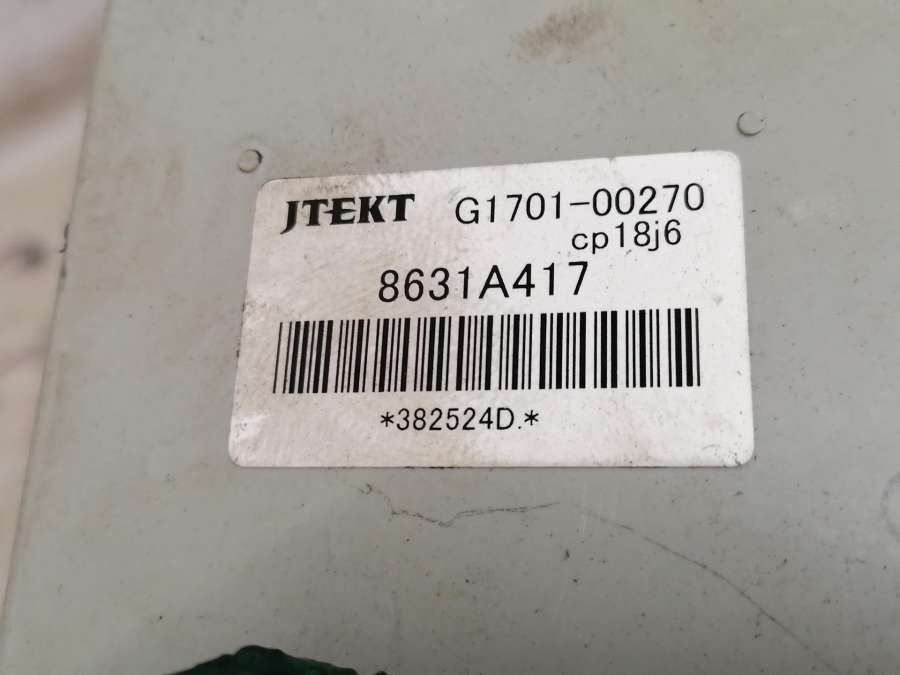 JTEKT G1701-00270
cp18j6
8631A417
*382524D.*